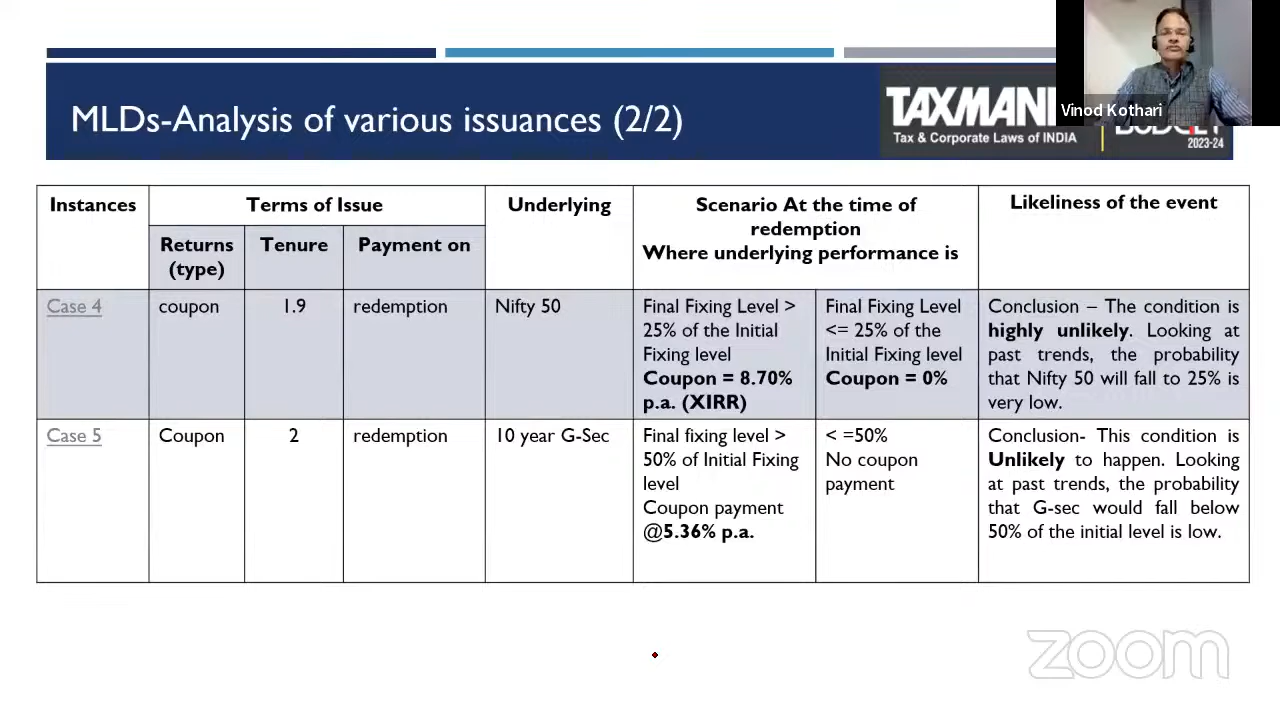 MLDs-Analysis of various issuances (2/2)
TAXMAN
Tax & Corporate Laws of INDIA
2023-24
Vinod Kothari
Instances
Terms of Issue
Underlying
Scenario At the time of
redemption
Where underlying performance is
Likeliness of the event
Returns
(type)
Tenure
Payment on
Case 4
coupon
1.9
redemption
Nifty 50
Final Fixing Level >
25% of the Initial
Fixing level
Coupon = 8.70%
p.a. (XIRR)
Final Fixing Level
<= 25% of the
Initial Fixing level
Coupon = 0%
Conclusion – The condition is
highly unlikely. Looking at
past trends, the probability
that Nifty 50 will fall to 25% is
very low.
Case 5
Coupon
2
redemption
10 year G-Sec
Final fixing level >
50% of Initial Fixing
level
Coupon payment
@5.36% p.a.
< =50%
No coupon
payment
Conclusion- This condition is
Unlikely to happen. Looking
at past trends, the probability
that G-sec would fall below
50% of the initial level is low.
zoom